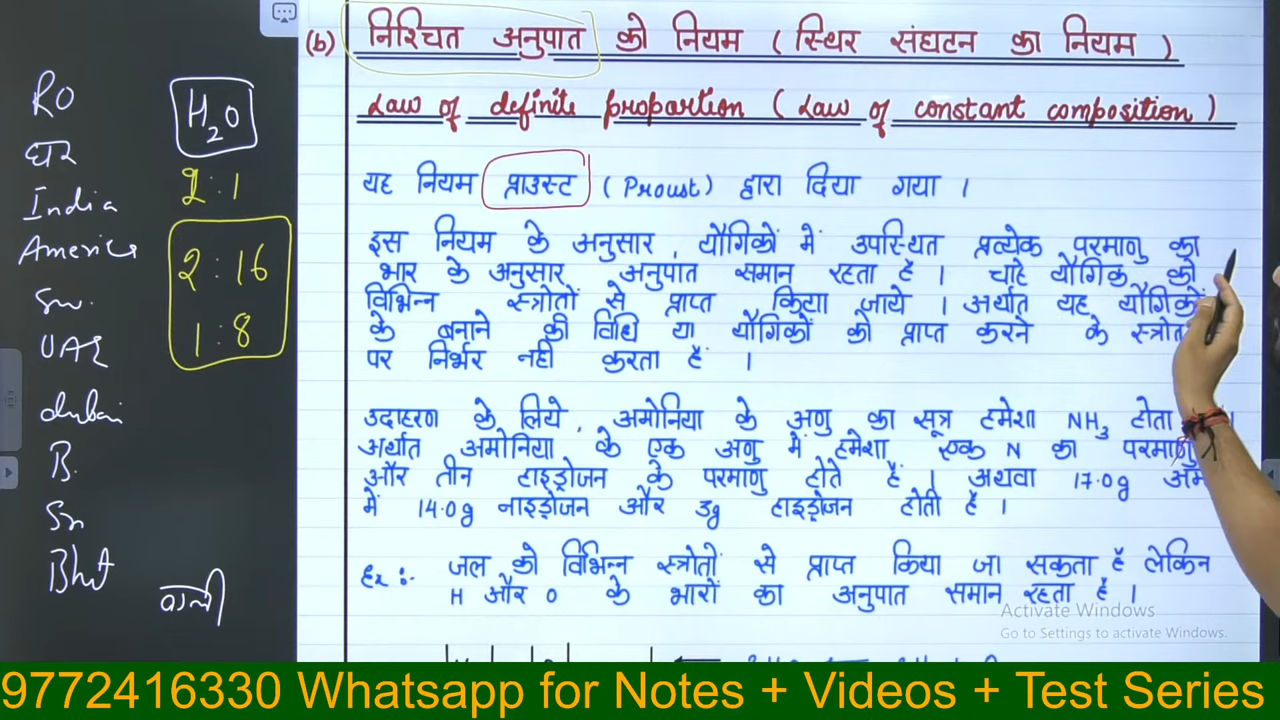 RO
घर
India
America
UAE
dubai
B.
वाली
H₂O
2 : 1
2 : 16
1 : 8
(b) निश्चित अनुपात को नियम ( स्थिर संघटन का नियम )
Law of definite propartion ( Law of constant composition )
यह नियम प्राउस्ट ( Proust ) द्वारा दिया गया ।
इस नियम के अनुसार , यौगिकों में उपस्थित प्रत्येक परमाणु का
भार के अनुसार अनुपात समान रहता है । चाहे यौगिक को
विभिन्न स्त्रोतों से प्राप्त किया जाये । अर्थात यह यौगिकों
के बनाने की विधि या यौगिकों को प्राप्त करने के स्त्रोत
पर निर्भर नही करता है ।
उदाहरण के लिये , अमोनिया के अणु का सूत्र हमेशा NH₃ होता
अर्थात अमोनिया के एक अणु में हमेशा एक N का परमाणु
और तीन हाइड्रोजन के परमाणु होते है । अथवा 17.0g
में 14.0g नाइट्रोजन और 3g हाइड्रोजन होती है ।
Ex :- जल को विभिन्न स्त्रोतों से प्राप्त किया जा सकता है लेकिन
H और O के भारों का अनुपात समान रहता है ।
Activate Windows
Go to Settings to activate Windows.
9772416330 Whatsapp for Notes + Videos + Test Series